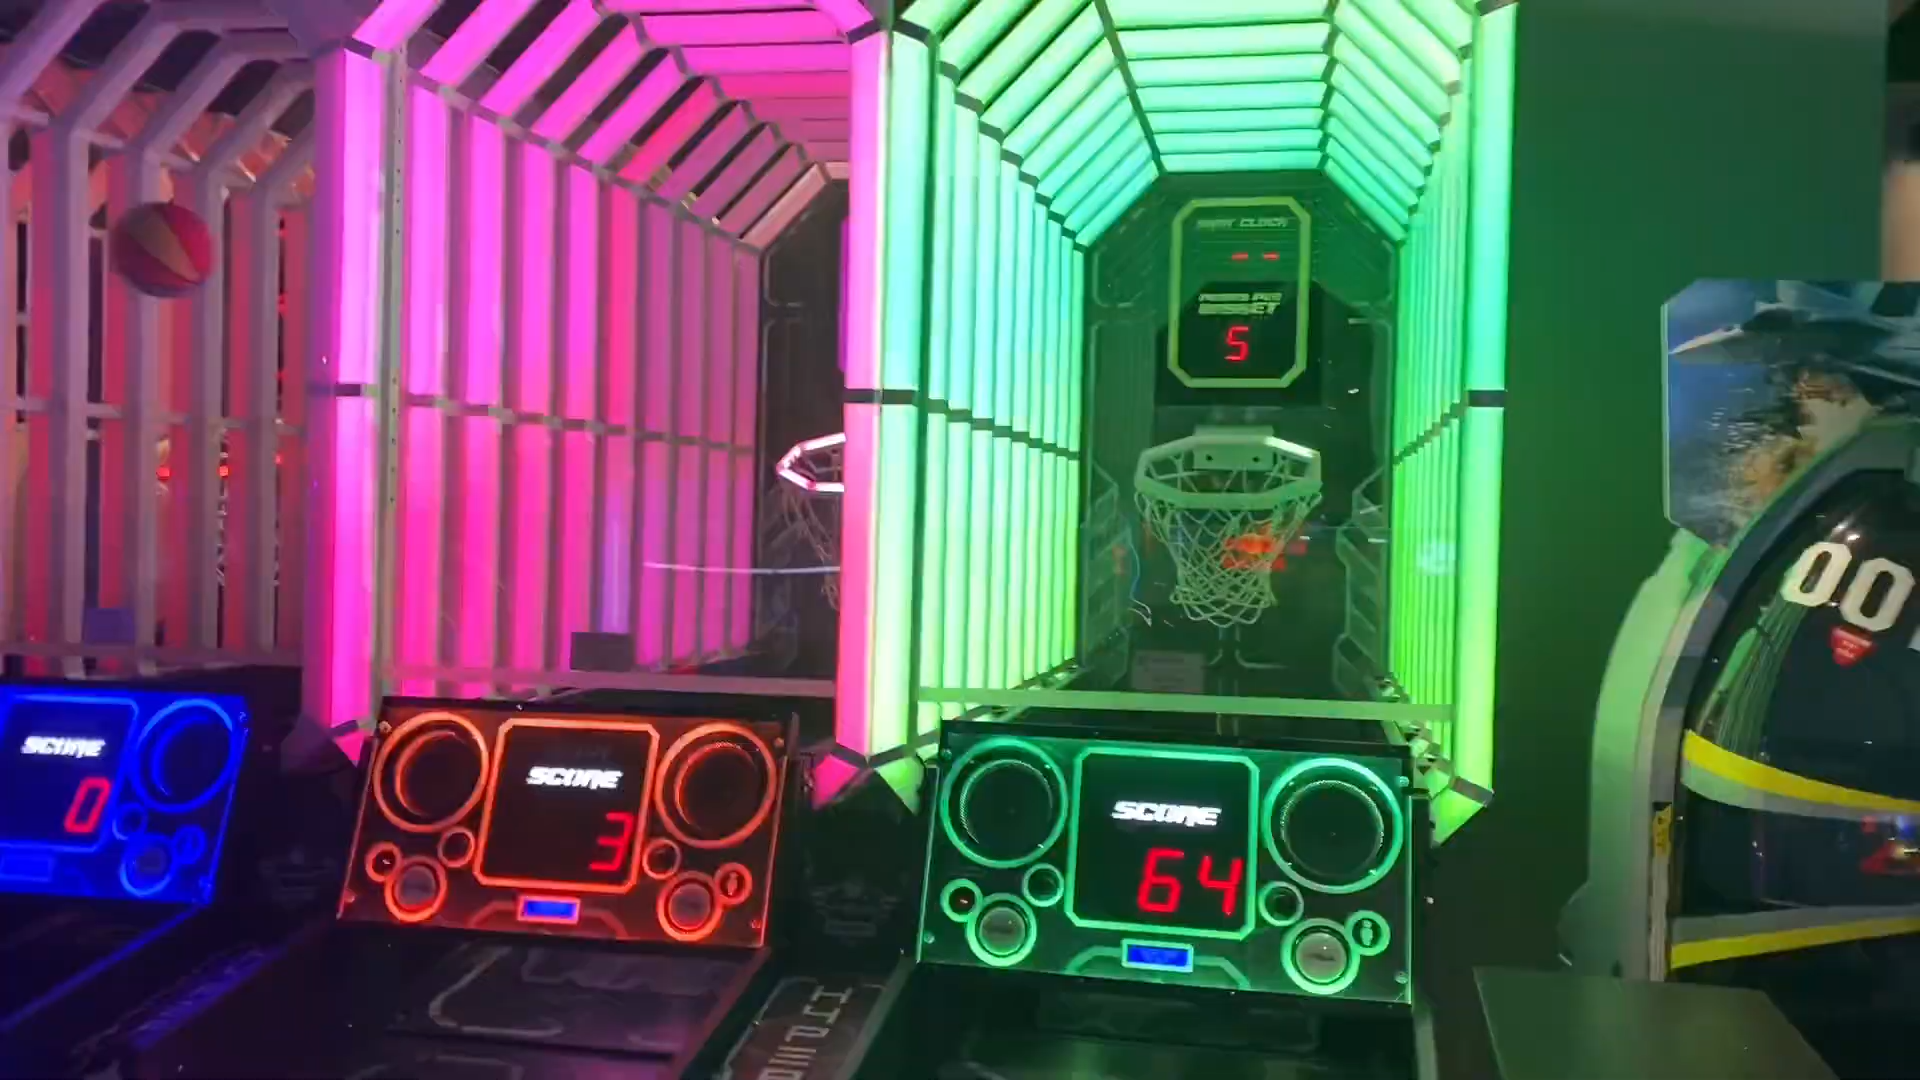 SHOT CLOCK
--
POINTS PER
BASKET
5
00
SCORE
0
SCORE
3
SCORE
64